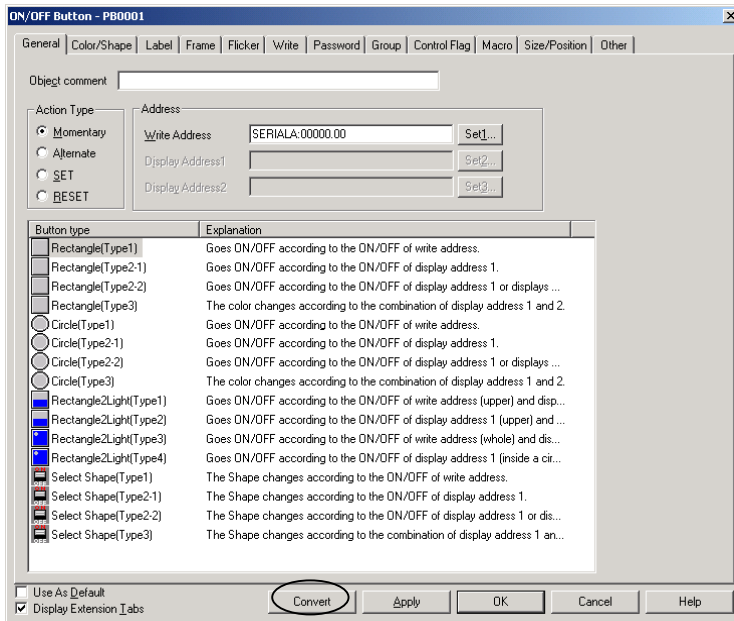 ON/OFF Button - PB0001
General Color/Shape Label Frame Flicker Write Password Group Control Flag Macro Size/Position Other
Object comment
Action Type
Momentary
Alternate
SET
RESET
Address
Write Address SERIALA:00000.00 Set1...
Display Address1 Set2...
Display Address2 Set3...
Button type Explanation
Rectangle(Type1) Goes ON/OFF according to the ON/OFF of write address.
Rectangle(Type2-1) Goes ON/OFF according to the ON/OFF of display address 1.
Rectangle(Type2-2) Goes ON/OFF according to the ON/OFF of display address 1 or displays ...
Rectangle(Type3) The color changes according to the combination of display address 1 and 2.
Circle(Type1) Goes ON/OFF according to the ON/OFF of write address.
Circle(Type2-1) Goes ON/OFF according to the ON/OFF of display address 1.
Circle(Type2-2) Goes ON/OFF according to the ON/OFF of display address 1 or displays ...
Circle(Type3) The color changes according to the combination of display address 1 and 2.
Rectangle2Light(Type1) Goes ON/OFF according to the ON/OFF of write address (upper) and disp...
Rectangle2Light(Type2) Goes ON/OFF according to the ON/OFF of display address 1 (upper) and ...
Rectangle2Light(Type3) Goes ON/OFF according to the ON/OFF of write address (whole) and dis...
Rectangle2Light(Type4) Goes ON/OFF according to the ON/OFF of display address 1 (inside a cir...
Select Shape(Type1) The Shape changes according to the ON/OFF of write address.
Select Shape(Type2-1) The Shape changes according to the ON/OFF of display address 1.
Select Shape(Type2-2) The Shape changes according to the ON/OFF of display address 1 or dis...
Select Shape(Type3) The Shape changes according to the combination of display address 1 an...
Use As Default
Display Extension Tabs
Convert Apply OK Cancel Help